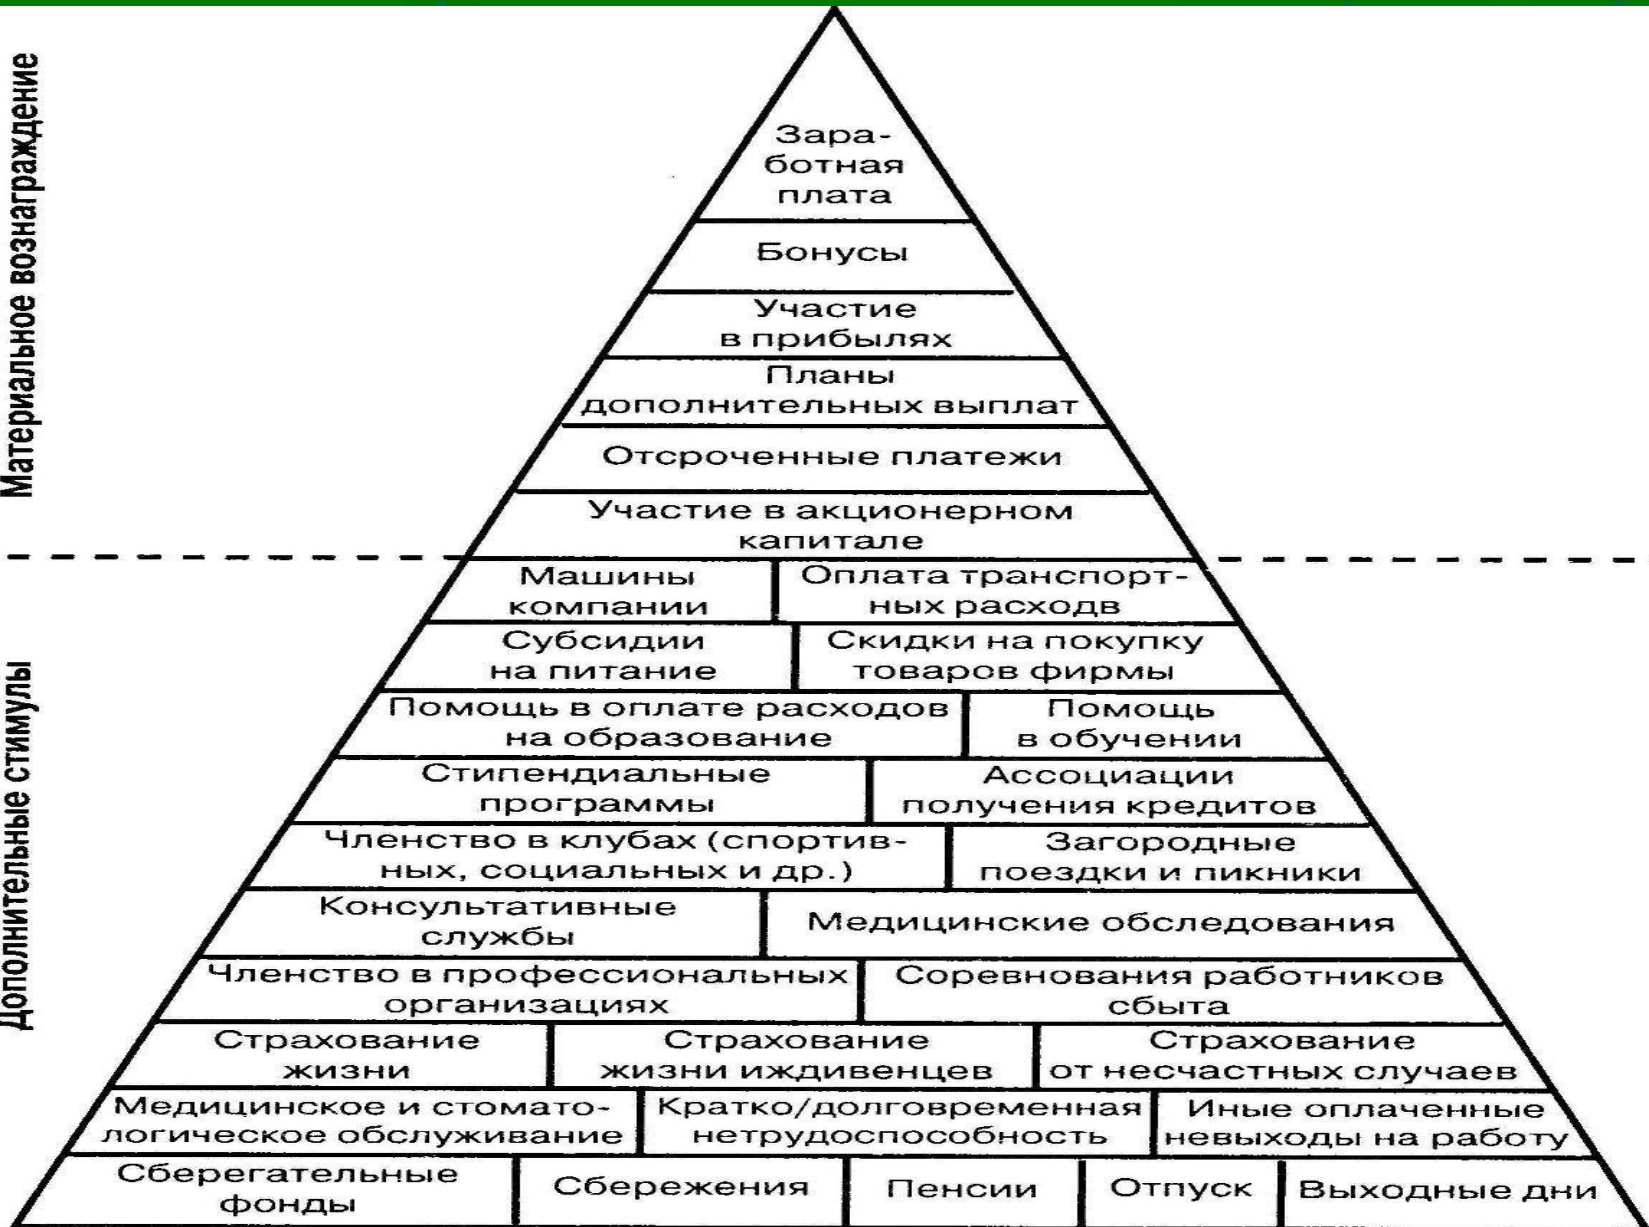 Материальное вознаграждение
Зара-
ботная
плата
Бонусы
Участие
в прибылях
Планы
дополнительных выплат
Отсроченные платежи
Участие в акционерном
капитале
Дополнительные стимулы
Машины
компании
Оплата транспорт-
ных расходв
Субсидии
на питание
Скидки на покупку
товаров фирмы
Помощь в оплате расходов
на образование
Помощь
в обучении
Стипендиальные
программы
Ассоциации
получения кредитов
Членство в клубах (спортив-
ных, социальных и др.)
Загородные
поездки и пикники
Консультативные
службы
Медицинские обследования
Членство в профессиональных
организациях
Соревнования работников
сбыта
Страхование
жизни
Страхование
жизни иждивенцев
Страхование
от несчастных случаев
Медицинское и стомато-
логическое обслуживание
Кратко/долговременная
нетрудоспособность
Иные оплаченные
невыходы на работу
Сберегательные
фонды
Сбережения
Пенсии
Отпуск
Выходные дни